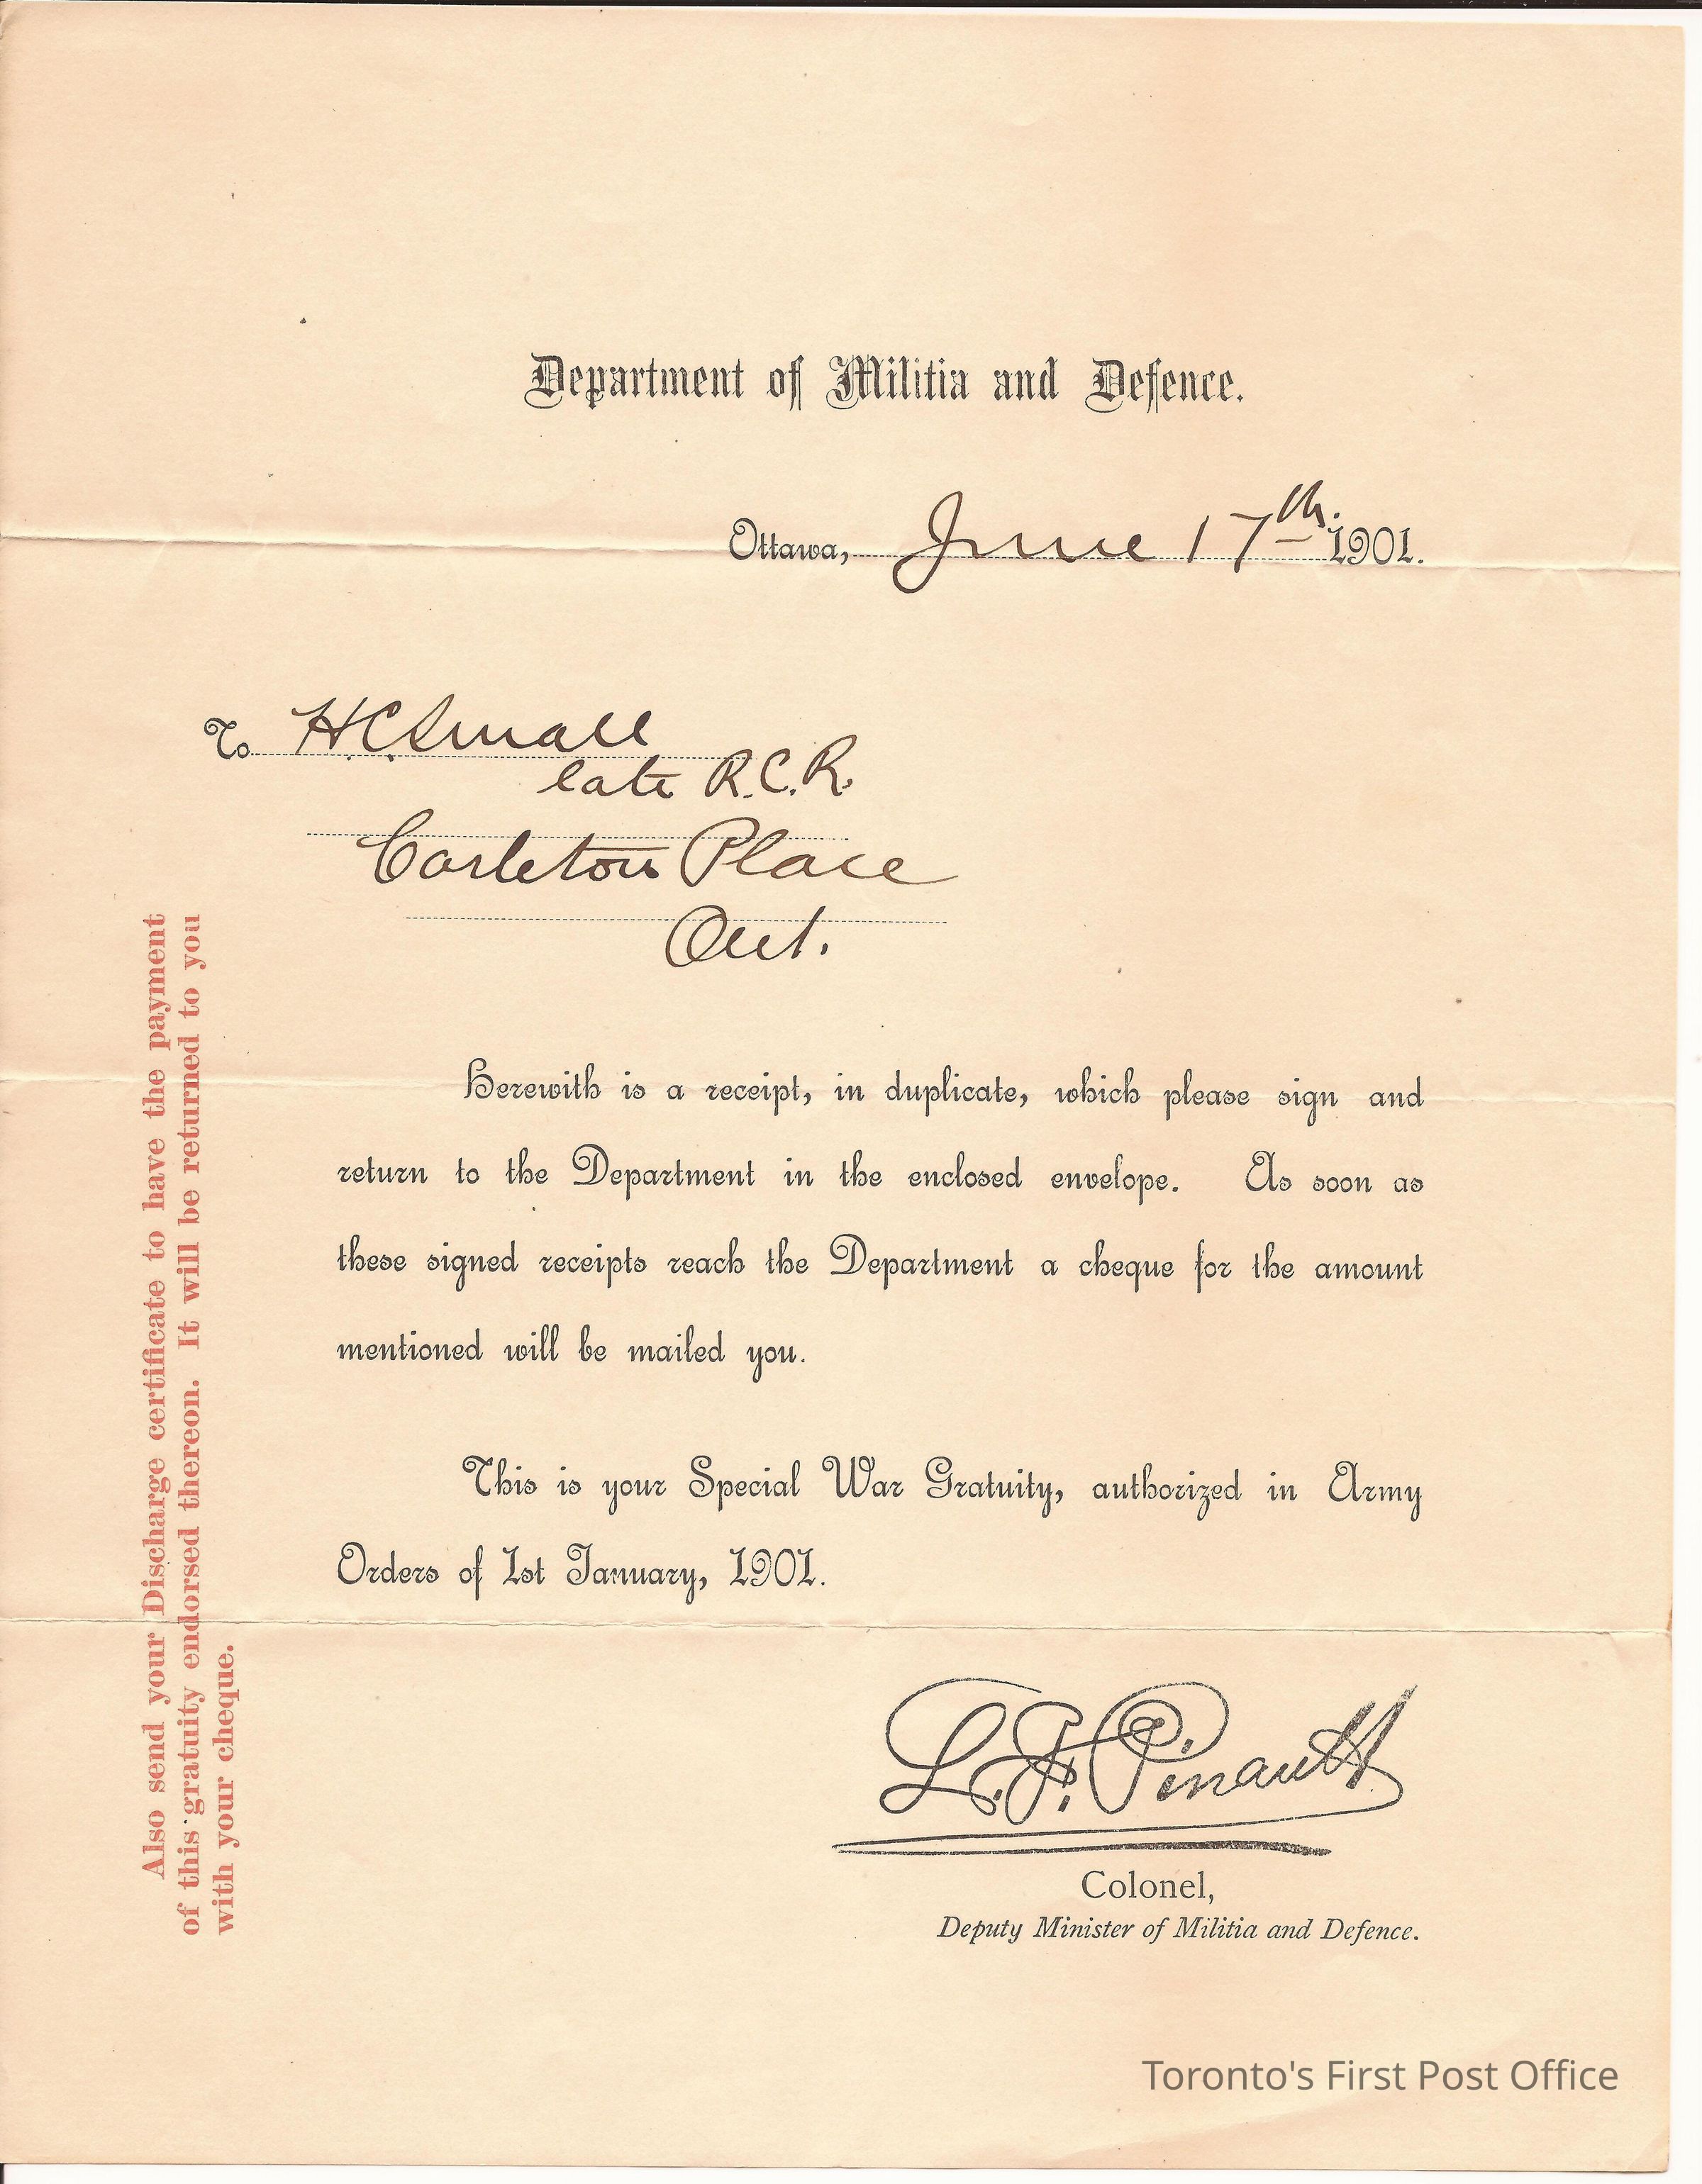 Department of Militia and Defence.
Ottawa, June 17th. 1901.
To H.C. Small
late R.C.R.
Carleton Place
Ont.
Herewith is a receipt, in duplicate, which please sign and
return to the Department in the enclosed envelope. As soon as
these signed receipts reach the Department a cheque for the amount
mentioned will be mailed you.
This is your Special War Gratuity, authorized in Army
Orders of 1st January, 1901.
L. F. Pinault
Colonel,
Deputy Minister of Militia and Defence.
Also send your Discharge certificate to have the payment
of this gratuity endorsed thereon. It will be returned to you
with your cheque.
Toronto's First Post Office